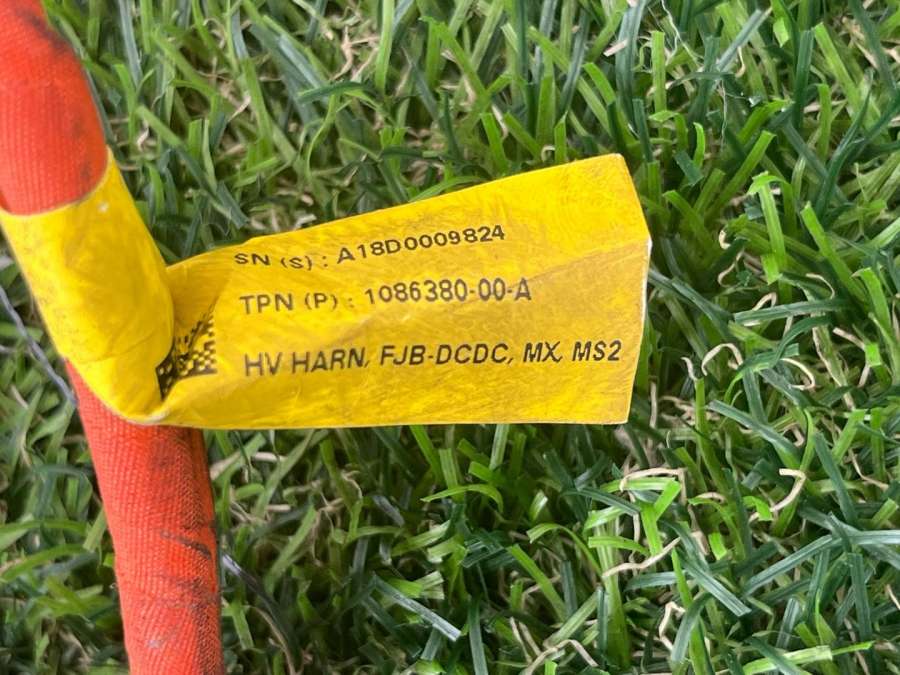 SN (S) : A18D0009824
TPN (P) : 1086380-00-A
HV HARN, FJB-DCDC, MX, MS2